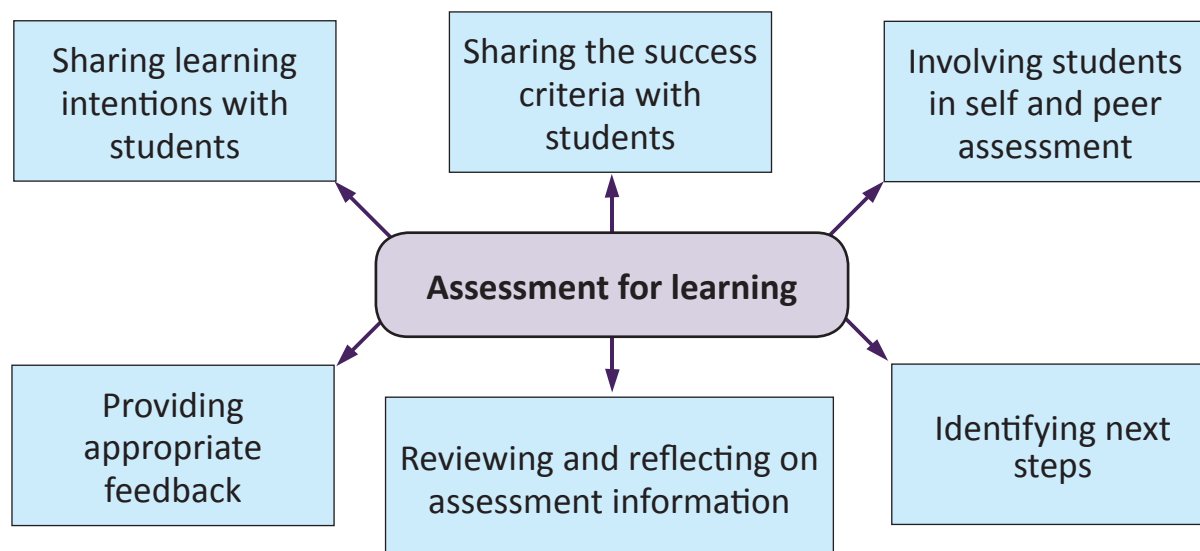 Sharing learning
intentions with
students
Sharing the success
criteria with
students
Involving students
in self and peer
assessment
Assessment for learning
Providing
appropriate
feedback
Reviewing and reflecting on
assessment information
Identifying next
steps